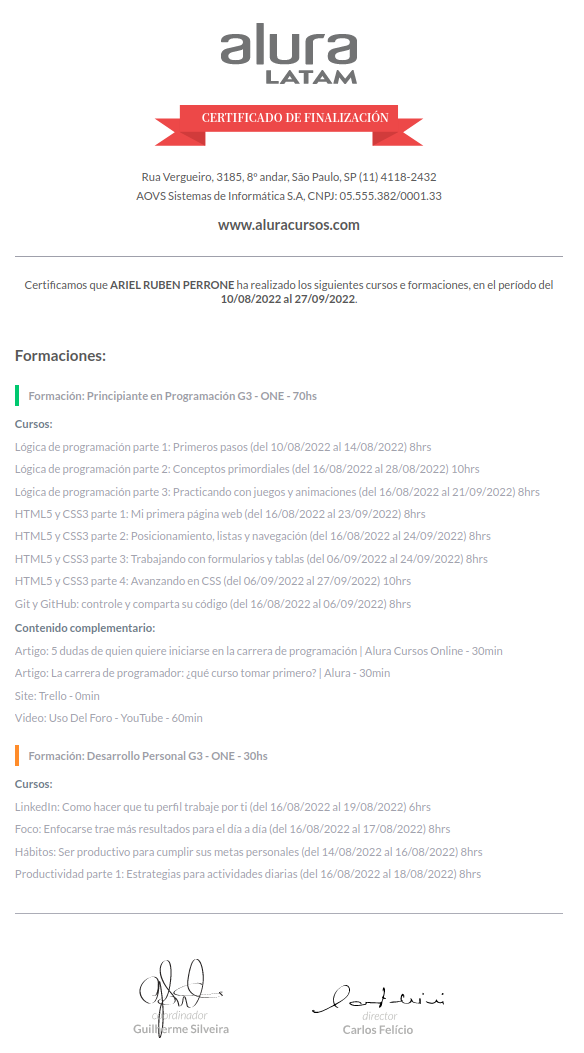 alura
LATAM
CERTIFICADO DE FINALIZACIÓN
Rua Vergueiro, 3185, 8º andar, São Paulo, SP (11) 4118-2432
AOVS Sistemas de Informática S.A, CNPJ: 05.555.382/0001.33
www.aluracursos.com
Certificamos que ARIEL RUBEN PERRONE ha realizado los siguientes cursos e formaciones, en el período del
10/08/2022 al 27/09/2022.
Formaciones:
Formación: Principiante en Programación G3 - ONE - 70hs
Cursos:
Lógica de programación parte 1: Primeros pasos (del 10/08/2022 al 14/08/2022) 8hrs
Lógica de programación parte 2: Conceptos primordiales (del 16/08/2022 al 28/08/2022) 10hrs
Lógica de programación parte 3: Practicando con juegos y animaciones (del 16/08/2022 al 21/09/2022) 8hrs
HTML5 y CSS3 parte 1: Mi primera página web (del 16/08/2022 al 23/09/2022) 8hrs
HTML5 y CSS3 parte 2: Posicionamiento, listas y navegación (del 16/08/2022 al 24/09/2022) 8hrs
HTML5 y CSS3 parte 3: Trabajando con formularios y tablas (del 06/09/2022 al 24/09/2022) 8hrs
HTML5 y CSS3 parte 4: Avanzando en CSS (del 06/09/2022 al 27/09/2022) 10hrs
Git y GitHub: controle y comparta su código (del 16/08/2022 al 06/09/2022) 8hrs
Contenido complementario:
Artigo: 5 dudas de quien quiere iniciarse en la carrera de programación | Alura Cursos Online - 30min
Artigo: La carrera de programador: ¿qué curso tomar primero? | Alura - 30min
Site: Trello - 0min
Video: Uso Del Foro - YouTube - 60min
Formación: Desarrollo Personal G3 - ONE - 30hs
Cursos:
LinkedIn: Como hacer que tu perfil trabaje por ti (del 16/08/2022 al 19/08/2022) 6hrs
Foco: Enfocarse trae más resultados para el día a día (del 16/08/2022 al 17/08/2022) 8hrs
Hábitos: Ser productivo para cumplir sus metas personales (del 14/08/2022 al 16/08/2022) 8hrs
Productividad parte 1: Estrategias para actividades diarias (del 16/08/2022 al 18/08/2022) 8hrs
coordinador
Guilherme Silveira
director
Carlos Felício